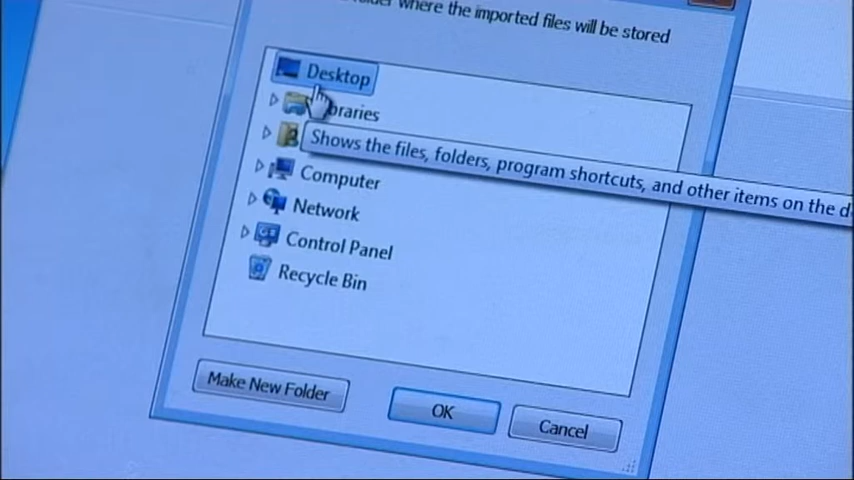 folder where the imported files will be stored
Desktop
braries
Shows the files, folders, program shortcuts, and other items on the d
Computer
Network
Control Panel
Recycle Bin
Make New Folder
OK
Cancel